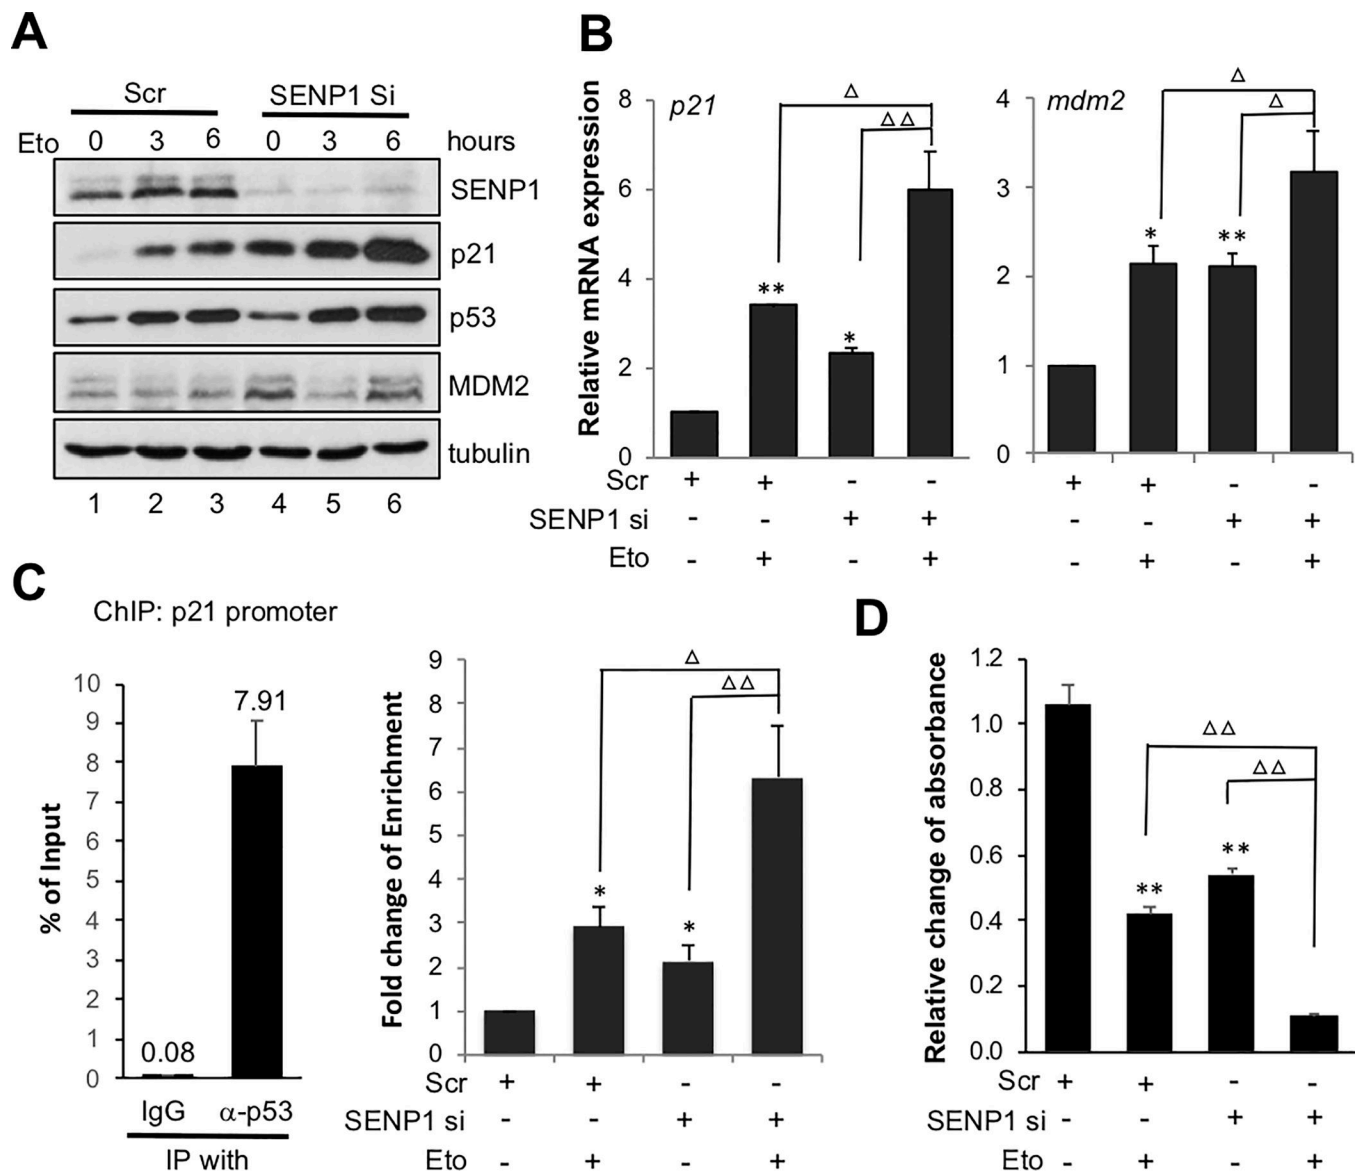 A
Scr SENP1 Si
Eto 0 3 6 0 3 6 hours
SENP1
p21
p53
MDM2
tubulin
1 2 3 4 5 6
B
Relative mRNA expression
p21
Δ
Δ Δ
8
6
4
2
0
**
*
mdm2
Δ
Δ
4
3
2
1
0
*
**
Scr + + - - + + - -
SENP1 si - - + + - - + +
Eto - + - + - + - +
C
ChIP: p21 promoter
% of Input
10
9
8
7
6
5
4
3
2
1
0
7.91
0.08
IgG α-p53
IP with
Fold change of Enrichment
9
8
7
6
5
4
3
2
1
0
Δ
Δ Δ
*
*
Scr + + - -
SENP1 si - - + +
Eto - + - +
D
Relative change of absorbance
1.2
1.0
0.8
0.6
0.4
0.2
0.0
Δ Δ
Δ Δ
**
**
Scr + + - -
SENP1 si - - + +
Eto - + - +